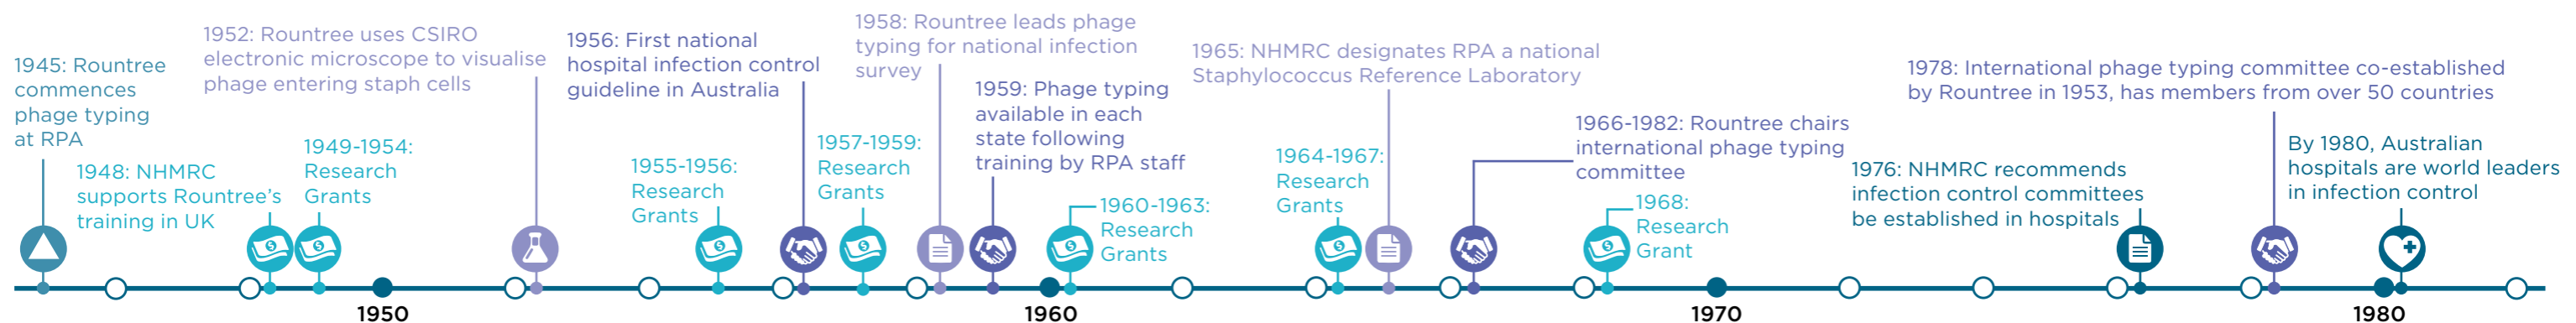 1945: Rountree
commences
phage typing
at RPA
1948: NHMRC
supports Rountree's
training in UK
1949-1954:
Research
Grants
1952: Rountree uses CSIRO
electronic microscope to visualise
phage entering staph cells
1955-1956:
Research
Grants
1956: First national
hospital infection control
guideline in Australia
1957-1959:
Research
Grants
1958: Rountree leads phage
typing for national infection
survey
1959: Phage typing
available in each
state following
training by RPA staff
1960-1963:
Research
Grants
1964-1967:
Research
Grants
1965: NHMRC designates RPA a national
Staphylococcus Reference Laboratory
1966-1982: Rountree chairs
international phage typing
committee
1968:
Research
Grant
1976: NHMRC recommends
infection control committees
be established in hospitals
1978: International phage typing committee co-established
by Rountree in 1953, has members from over 50 countries
By 1980, Australian
hospitals are world leaders
in infection control
1950
1960
1970
1980